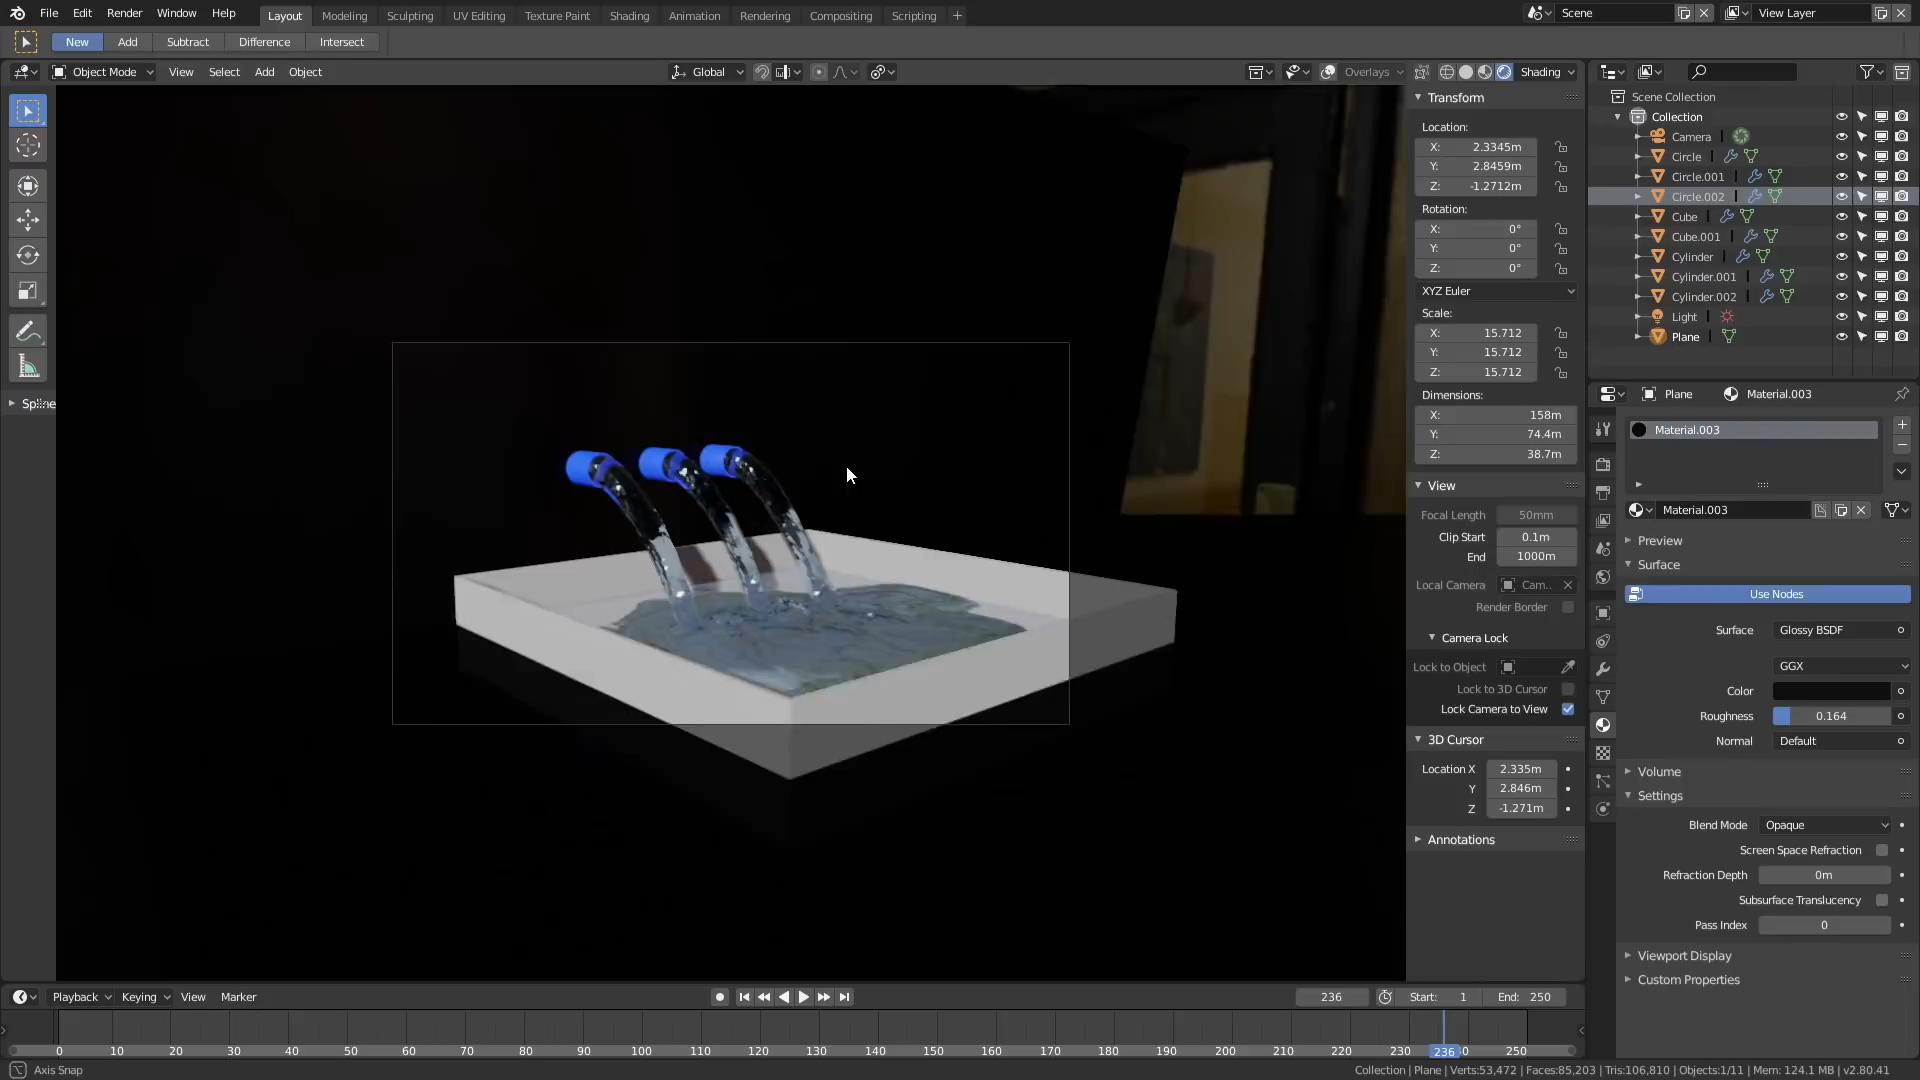 File Edit Render Window Help Layout Modeling Sculpting UV Editing Texture Paint Shading Animation Rendering Compositing Scripting + Scene View Layer
New Add Subtract Difference Intersect
Object Mode View Select Add Object Global Overlays Shading
Transform
Location:
X: 2.3345m
Y: 2.8459m
Z: -1.2712m
Rotation:
X: 0°
Y: 0°
Z: 0°
XYZ Euler
Scale:
X: 15.712
Y: 15.712
Z: 15.712
Dimensions:
X: 158m
Y: 74.4m
Z: 38.7m
View
Focal Length 50mm
Clip Start 0.1m
End 1000m
Local Camera Cam..
Render Border
Camera Lock
Lock to Object
Lock to 3D Cursor
Lock Camera to View
3D Cursor
Location X 2.335m
Y 2.846m
Z -1.271m
Annotations
Scene Collection
Collection
Camera
Circle
Circle.001
Circle.002
Cube
Cube.001
Cylinder
Cylinder.001
Cylinder.002
Light
Plane
Plane Material.003
Material.003
Material.003
Preview
Surface
Use Nodes
Surface Glossy BSDF
GGX
Color
Roughness 0.164
Normal Default
Volume
Settings
Blend Mode Opaque
Screen Space Refraction
Refraction Depth 0m
Subsurface Translucency
Pass Index 0
Viewport Display
Custom Properties
Playback Keying View Marker 236 Start: 1 End: 250
0 10 20 30 40 50 60 70 80 90 100 110 120 130 140 150 160 170 180 190 200 210 220 230 236 250
Axis Snap Collection | Plane | Verts:53,472 | Faces:85,203 | Tris:106,810 | Objects:1/11 | Mem: 124.1 MB | v2.80.41